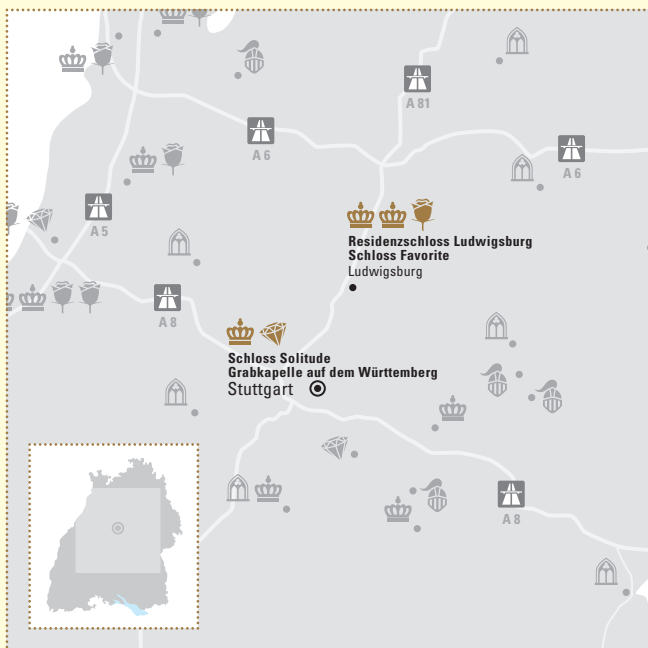 A 81
A 6
A 6
A 5
Residenzschloss Ludwigsburg
Schloss Favorite
Ludwigsburg
A 8
Schloss Solitude
Grabkapelle auf dem Württemberg
Stuttgart
A 8